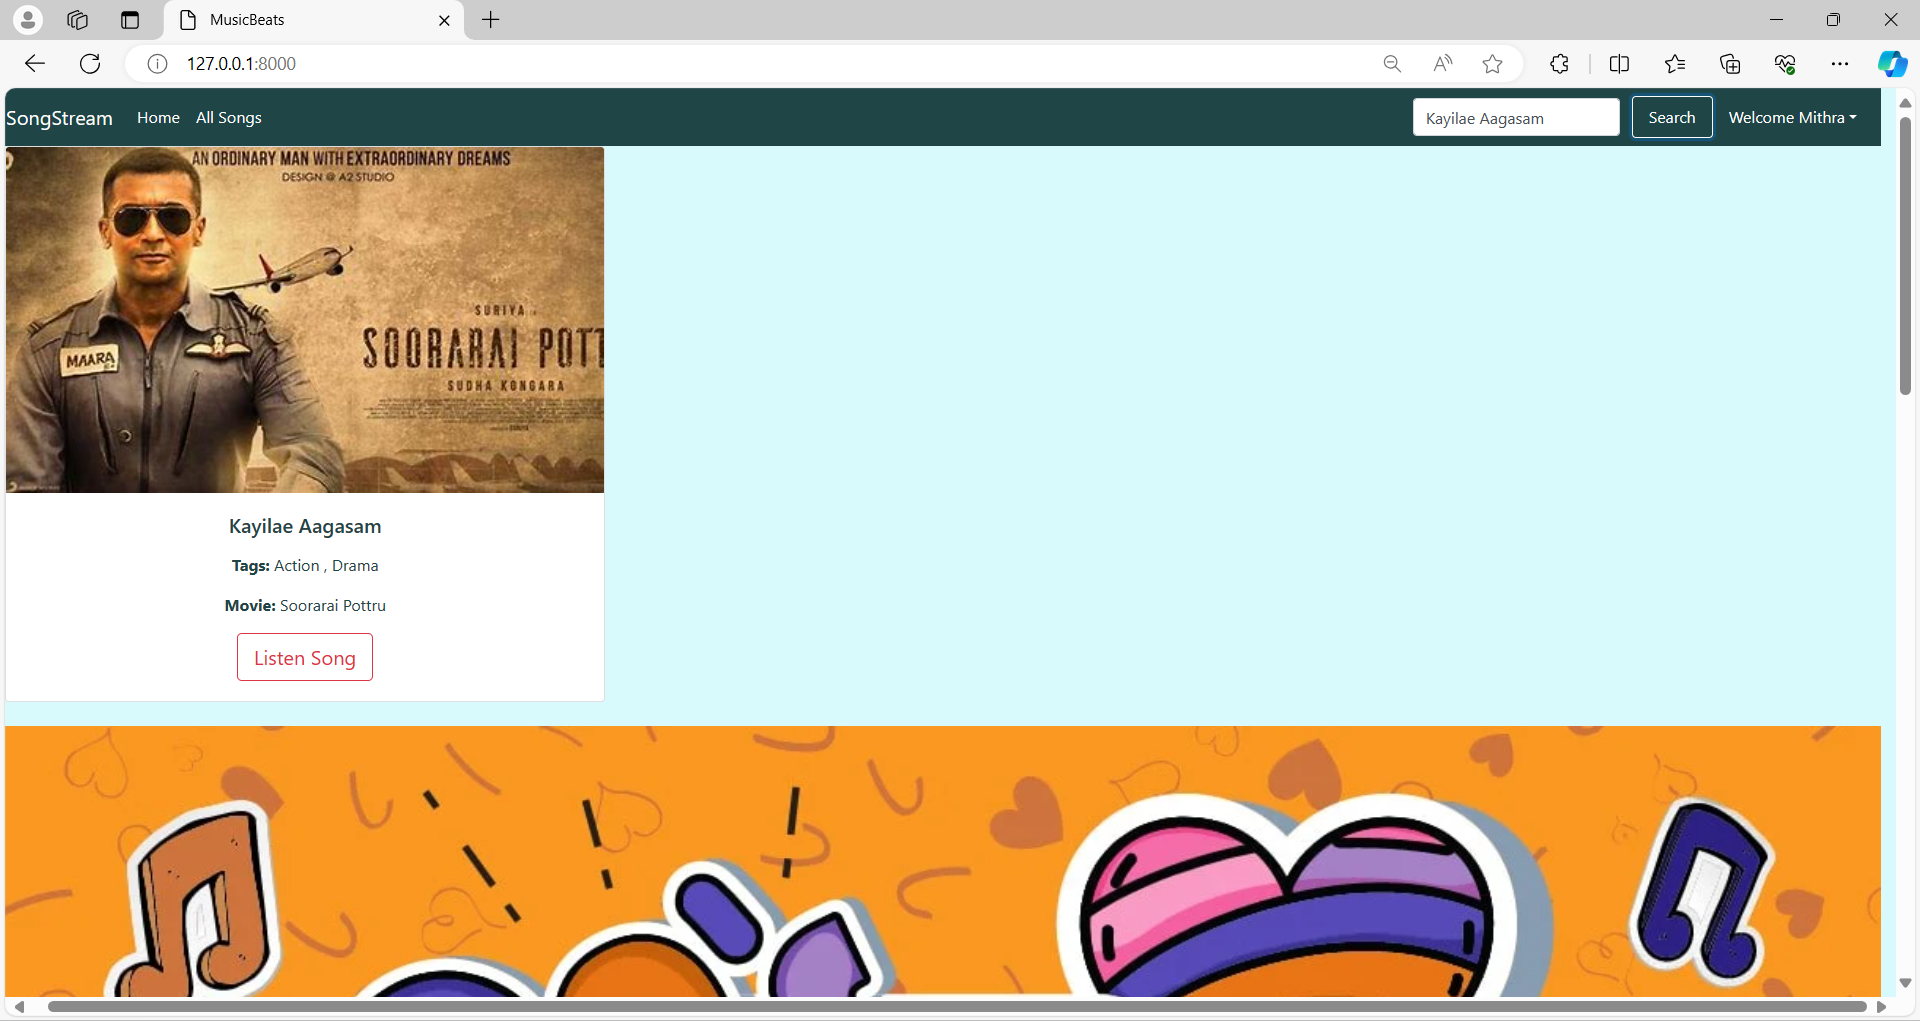 MusicBeats
127.0.0.1:8000
SongStream Home All Songs Kayilae Aagasam Search Welcome Mithra
AN ORDINARY MAN WITH EXTRAORDINARY DREAMS
DESIGN @ A2 STUDIO
SURIYA
SOORARAI POTT
MAARA
SUDHA KONGARA
Kayilae Aagasam
Tags: Action , Drama
Movie: Soorarai Pottru
Listen Song